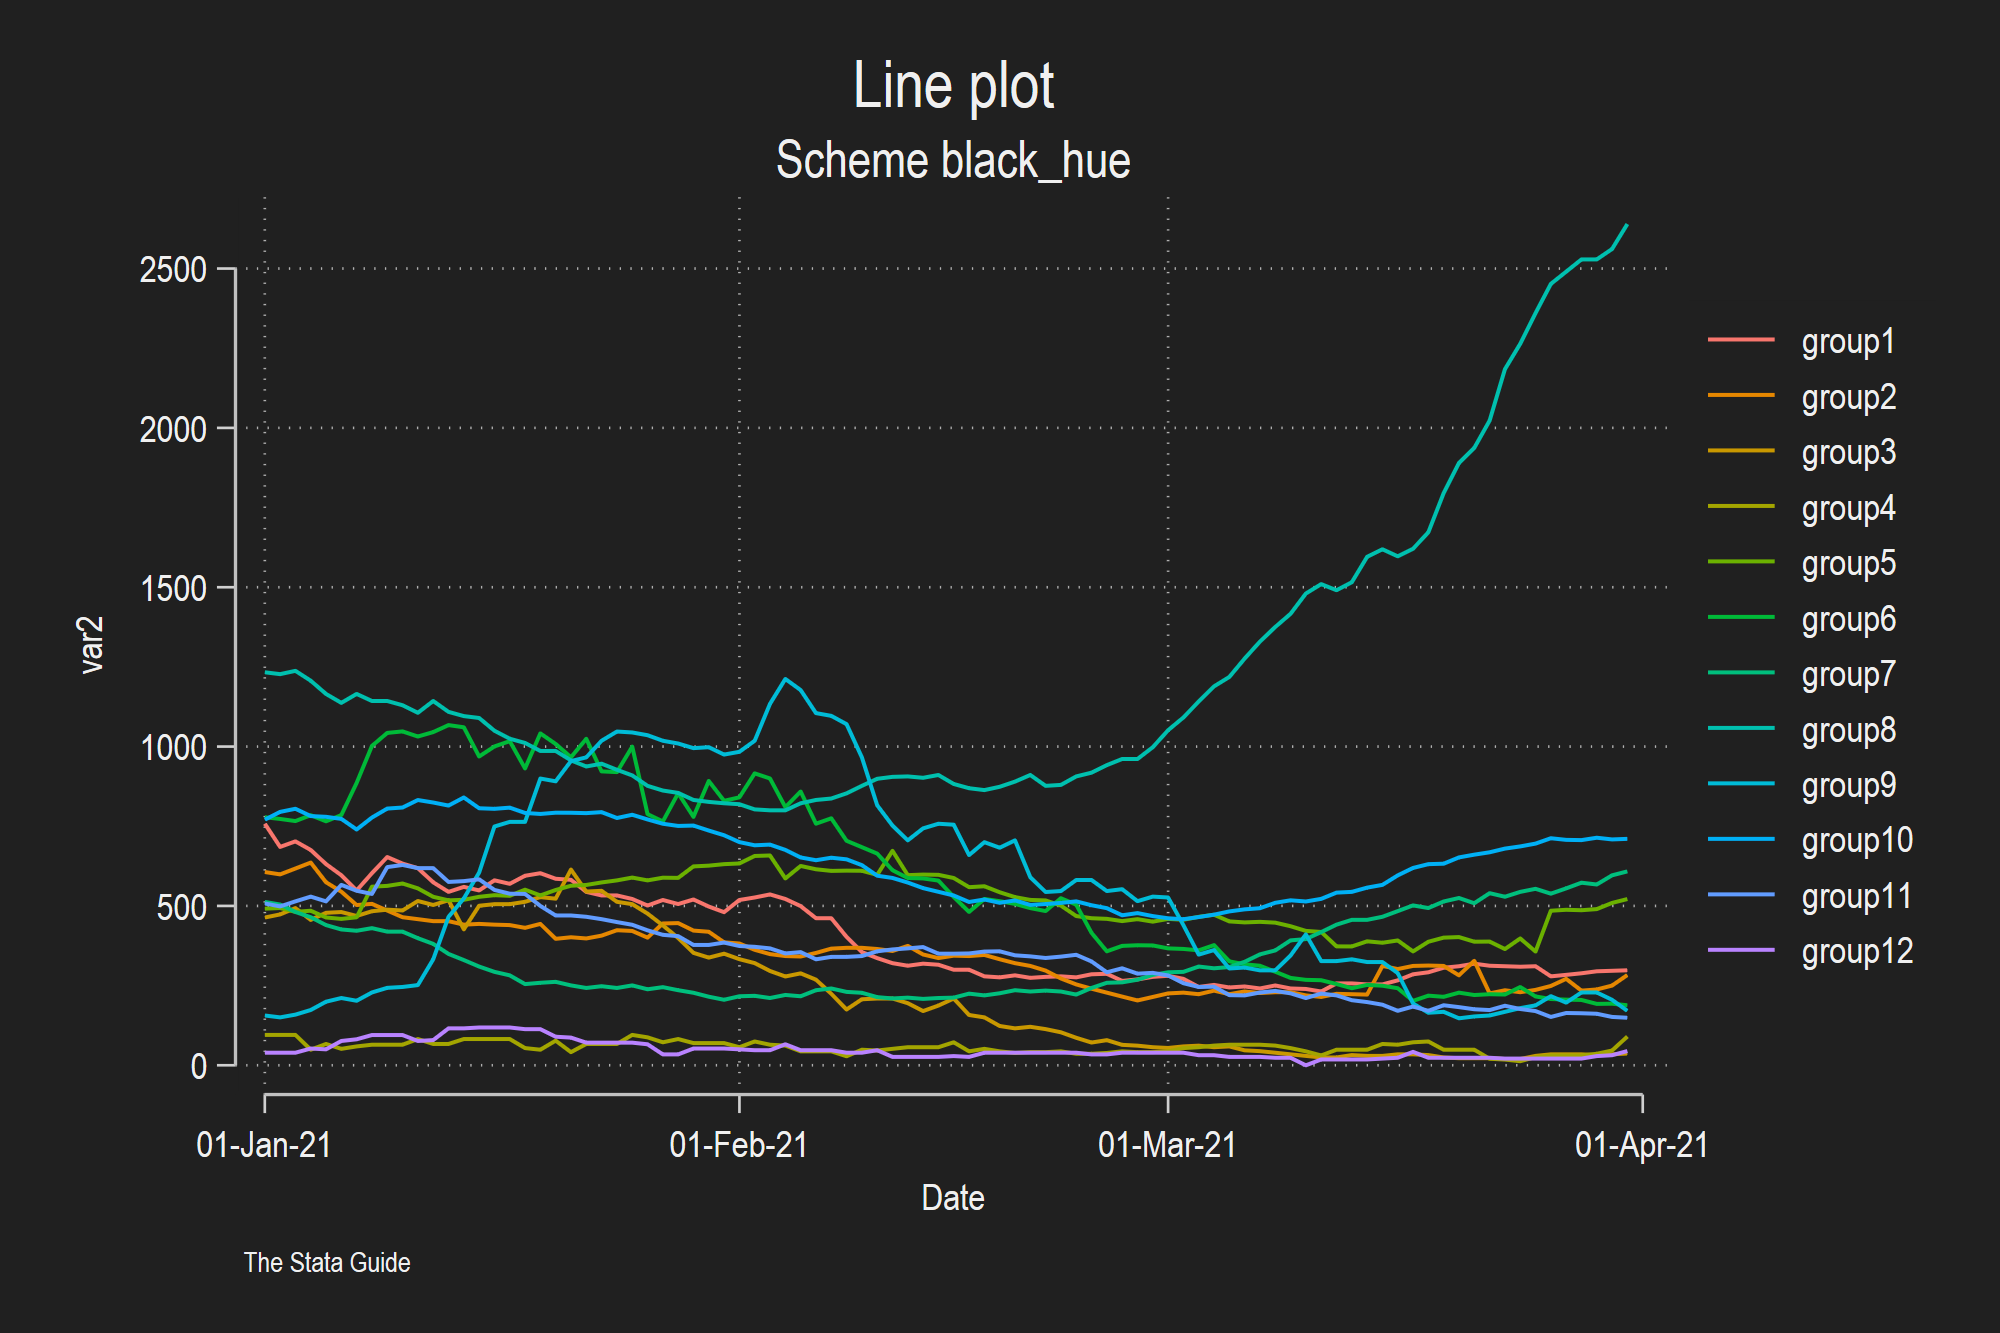 Line plot
Scheme black_hue
2500
2000
1500
1000
500
0
var2
01-Jan-21
01-Feb-21
01-Mar-21
01-Apr-21
Date
group1
group2
group3
group4
group5
group6
group7
group8
group9
group10
group11
group12
The Stata Guide